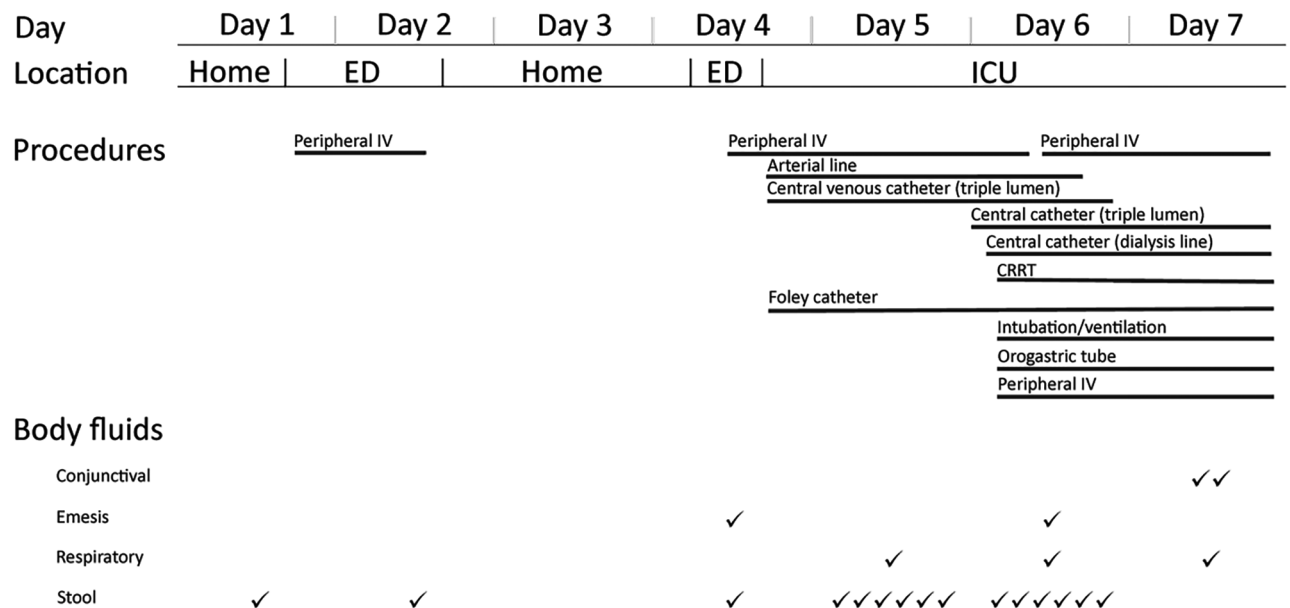 Day Day 1 Day 2 Day 3 Day 4 Day 5 Day 6 Day 7
Location Home ED Home ED ICU
Procedures Peripheral IV Peripheral IV Peripheral IV
Arterial line
Central venous catheter (triple lumen)
Central catheter (triple lumen)
Central catheter (dialysis line)
CRRT
Foley catheter
Intubation/ventilation
Orogastric tube
Peripheral IV
Body fluids
Conjunctival ✓✓
Emesis ✓ ✓
Respiratory ✓ ✓ ✓
Stool ✓ ✓ ✓ ✓✓✓✓✓✓ ✓✓✓✓✓✓